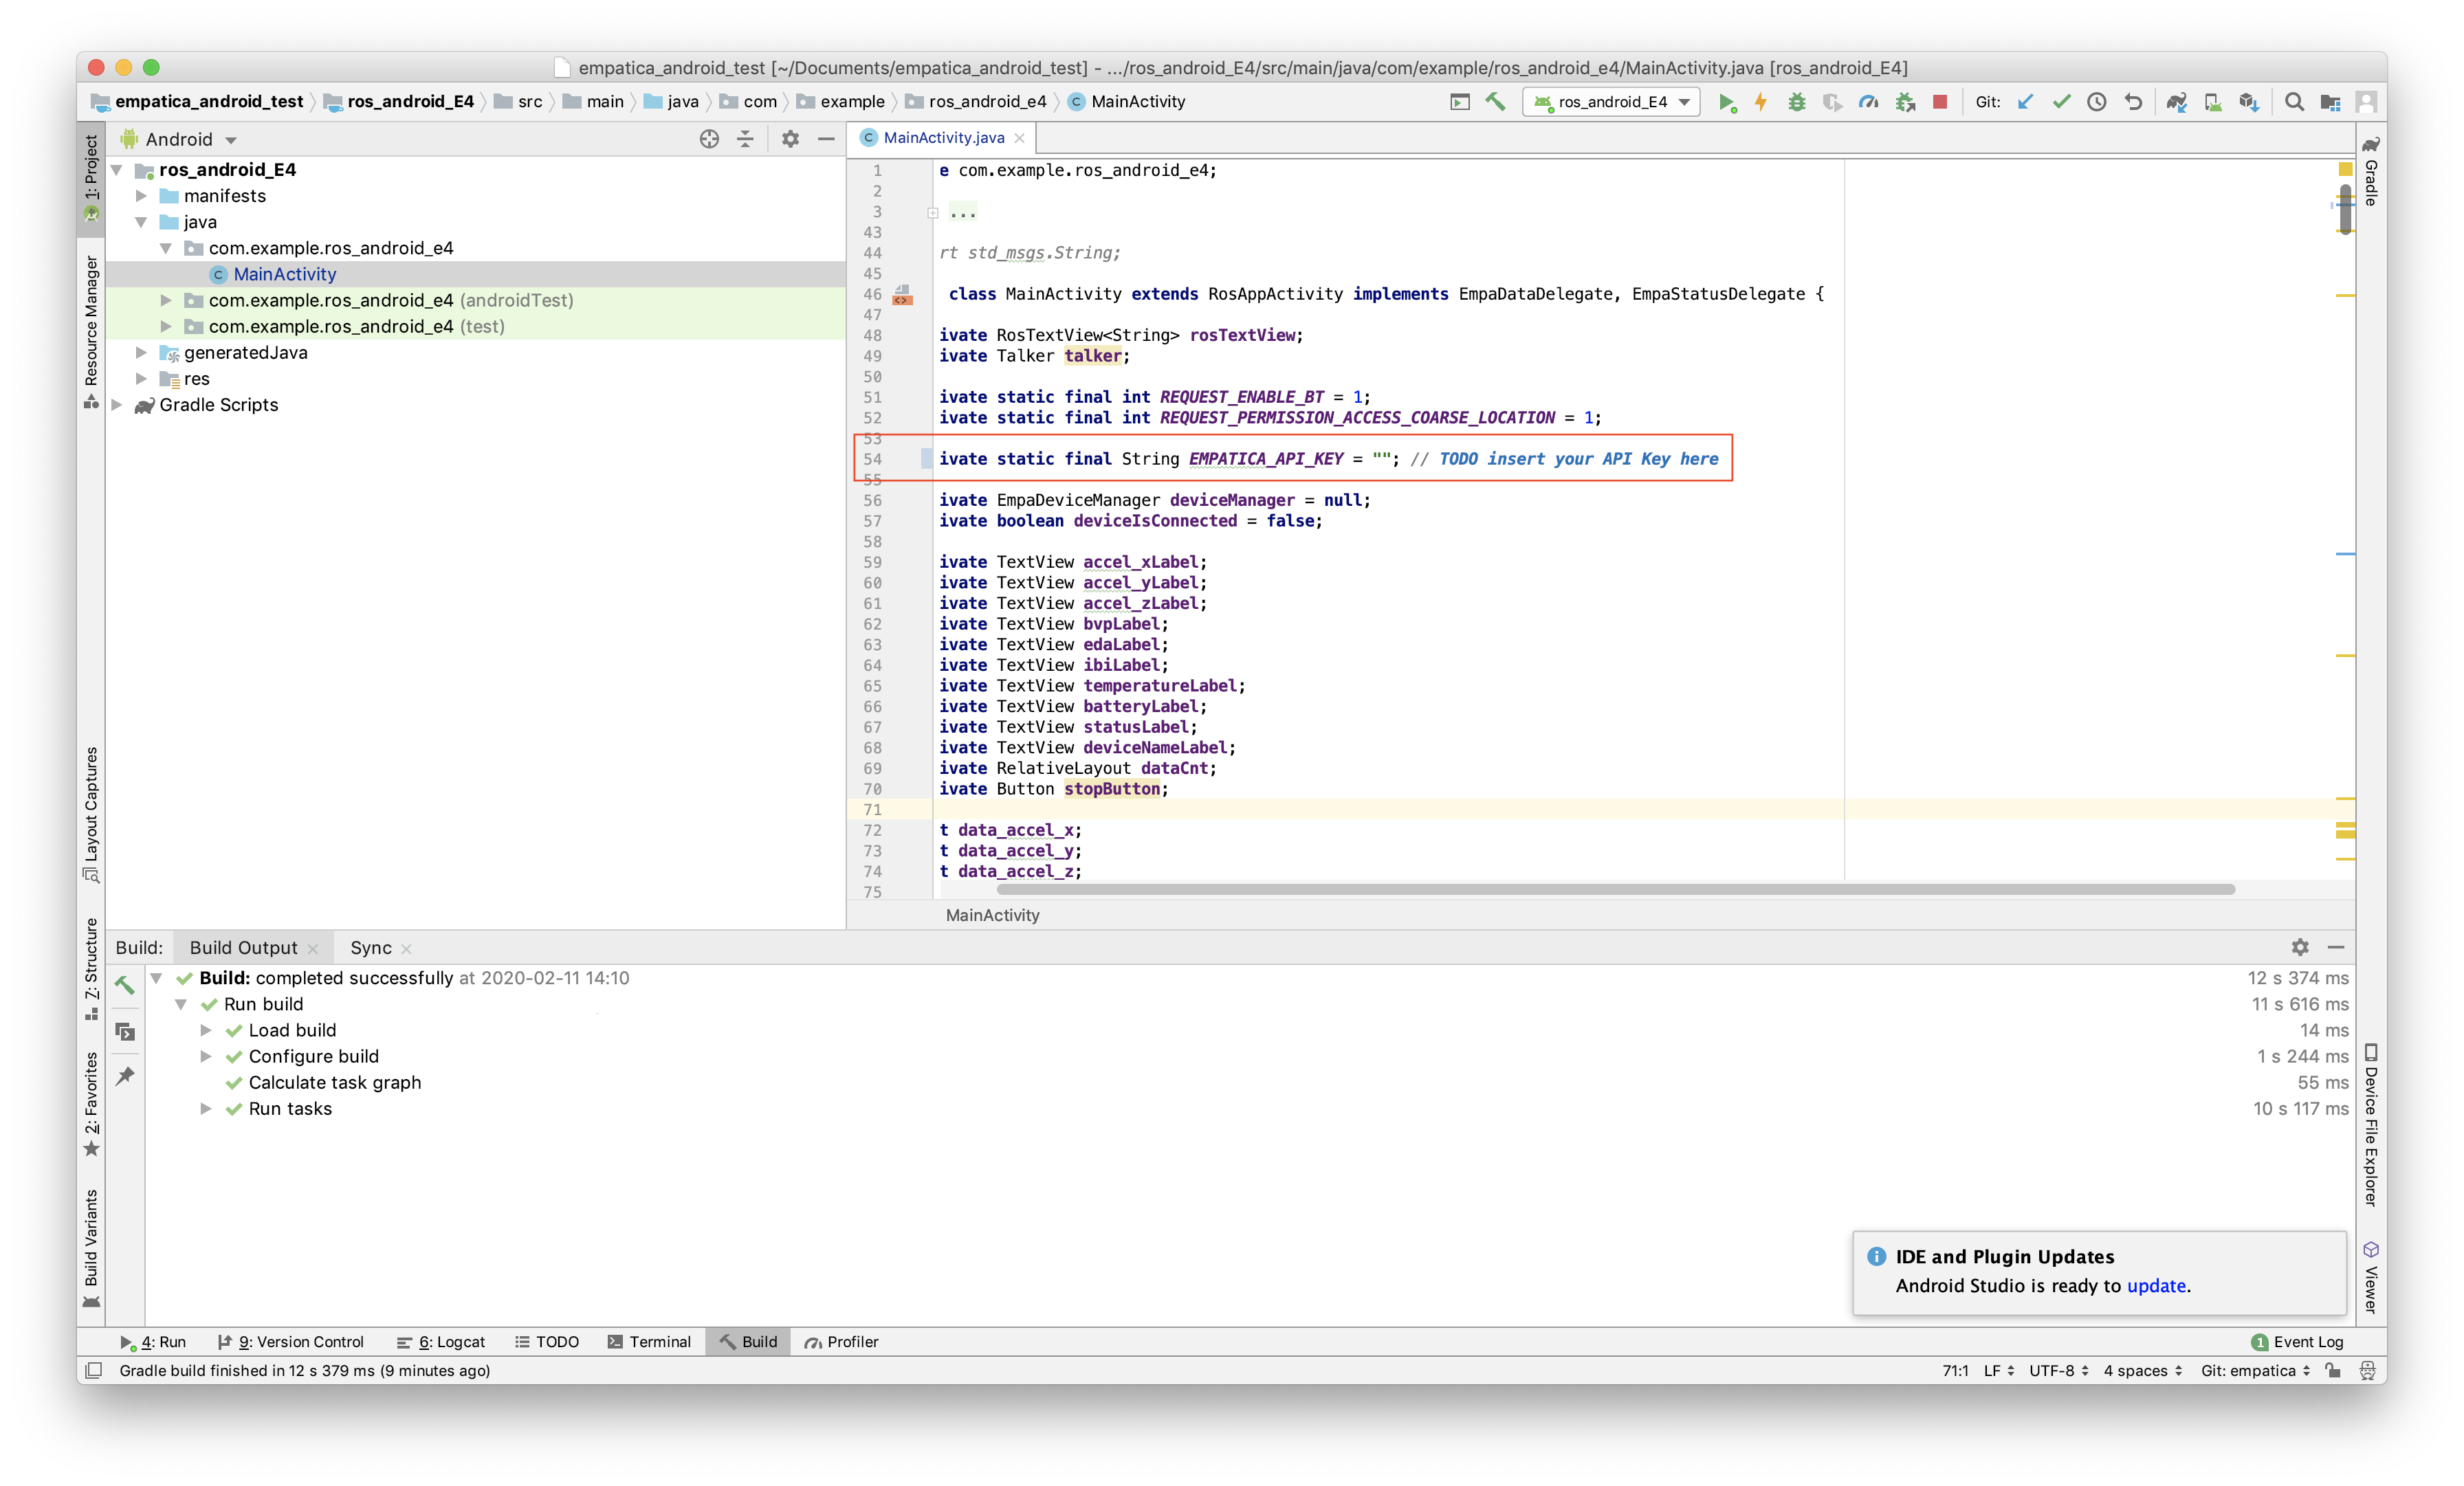 empatica_android_test [~/Documents/empatica_android_test] - .../ros_android_E4/src/main/java/com/example/ros_android_e4/MainActivity.java [ros_android_E4]
empatica_android_test ros_android_E4 src main java com example ros_android_e4 MainActivity
ros_android_E4
Git:
1: Project
Resource Manager
Layout Captures
7: Structure
2: Favorites
Build Variants
Android
ros_android_E4
manifests
java
com.example.ros_android_e4
MainActivity
com.example.ros_android_e4 (androidTest)
com.example.ros_android_e4 (test)
generatedJava
res
Gradle Scripts
MainActivity.java
1 e com.example.ros_android_e4;
2
3 ...
43
44 rt std_msgs.String;
45
46 class MainActivity extends RosAppActivity implements EmpaDataDelegate, EmpaStatusDelegate {
47
48 ivate RosTextView<String> rosTextView;
49 ivate Talker talker;
50
51 ivate static final int REQUEST_ENABLE_BT = 1;
52 ivate static final int REQUEST_PERMISSION_ACCESS_COARSE_LOCATION = 1;
53
54 ivate static final String EMPATICA_API_KEY = ""; // TODO insert your API Key here
55
56 ivate EmpaDeviceManager deviceManager = null;
57 ivate boolean deviceIsConnected = false;
58
59 ivate TextView accel_xLabel;
60 ivate TextView accel_yLabel;
61 ivate TextView accel_zLabel;
62 ivate TextView bvpLabel;
63 ivate TextView edaLabel;
64 ivate TextView ibiLabel;
65 ivate TextView temperatureLabel;
66 ivate TextView batteryLabel;
67 ivate TextView statusLabel;
68 ivate TextView deviceNameLabel;
69 ivate RelativeLayout dataCnt;
70 ivate Button stopButton;
71
72 t data_accel_x;
73 t data_accel_y;
74 t data_accel_z;
75
MainActivity
Gradle
Device File Explorer
Viewer
Build: Build Output Sync
Build: completed successfully at 2020-02-11 14:10 12 s 374 ms
Run build 11 s 616 ms
Load build 14 ms
Configure build 1 s 244 ms
Calculate task graph 55 ms
Run tasks 10 s 117 ms
IDE and Plugin Updates
Android Studio is ready to update.
4: Run 9: Version Control 6: Logcat TODO Terminal Build Profiler 1 Event Log
Gradle build finished in 12 s 379 ms (9 minutes ago) 71:1 LF UTF-8 4 spaces Git: empatica